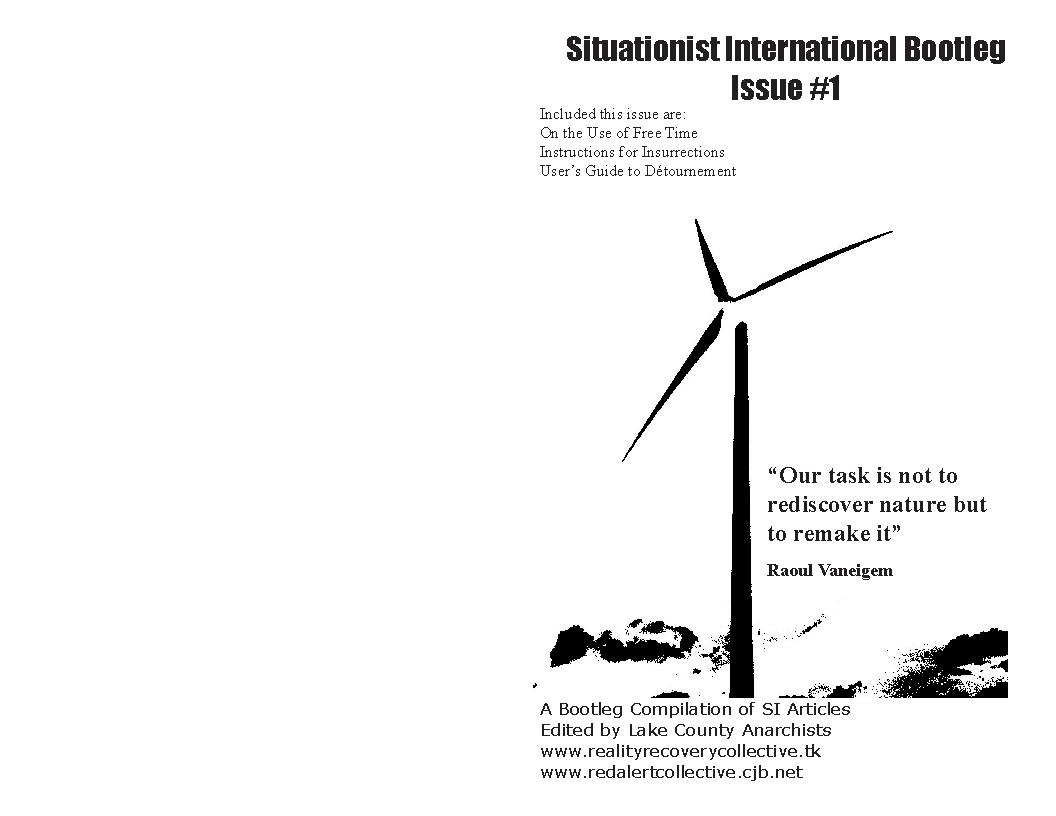 Situationist International Bootleg
Issue #1
Included this issue are:
On the Use of Free Time
Instructions for Insurrections
User’s Guide to Détournement
“Our task is not to
rediscover nature but
to remake it”
Raoul Vaneigem
A Bootleg Compilation of SI Articles
Edited by Lake County Anarchists
www.realityrecoverycollective.tk
www.redalertcollective.cjb.net